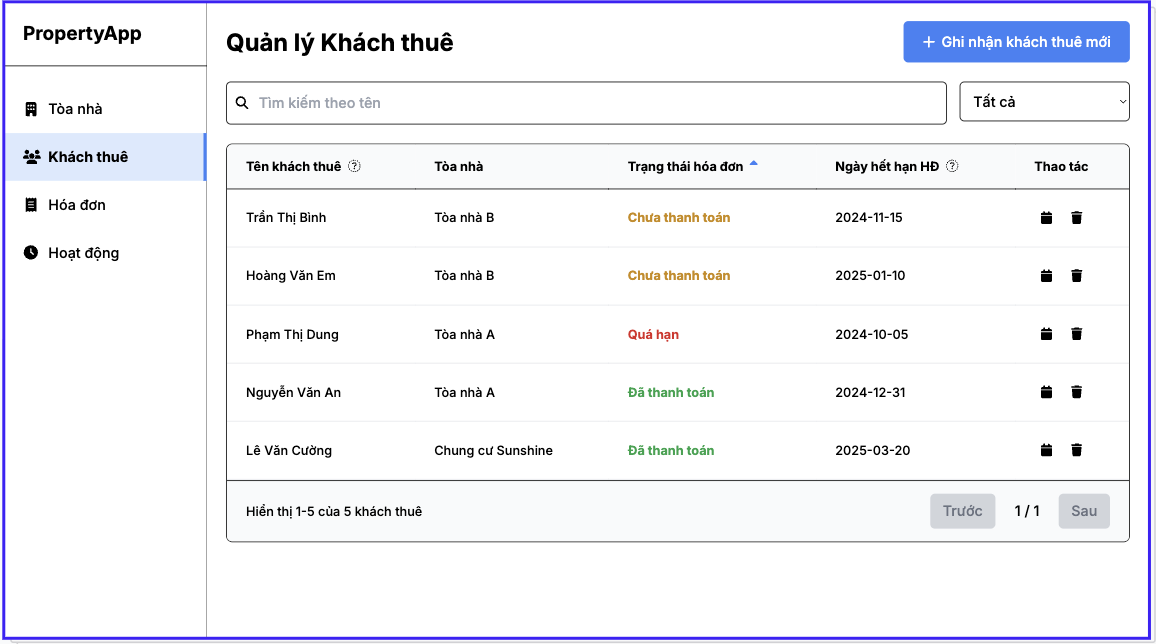 PropertyApp
Tòa nhà
Khách thuê
Hóa đơn
Hoạt động
Quản lý Khách thuê
+ Ghi nhận khách thuê mới
Tìm kiếm theo tên
Tất cả
Tên khách thuê ? Tòa nhà Trạng thái hóa đơn Ngày hết hạn HĐ ? Thao tác
Trần Thị Bình Tòa nhà B Chưa thanh toán 2024-11-15
Hoàng Văn Em Tòa nhà B Chưa thanh toán 2025-01-10
Phạm Thị Dung Tòa nhà A Quá hạn 2024-10-05
Nguyễn Văn An Tòa nhà A Đã thanh toán 2024-12-31
Lê Văn Cường Chung cư Sunshine Đã thanh toán 2025-03-20
Hiển thị 1-5 của 5 khách thuê
Trước 1 / 1 Sau